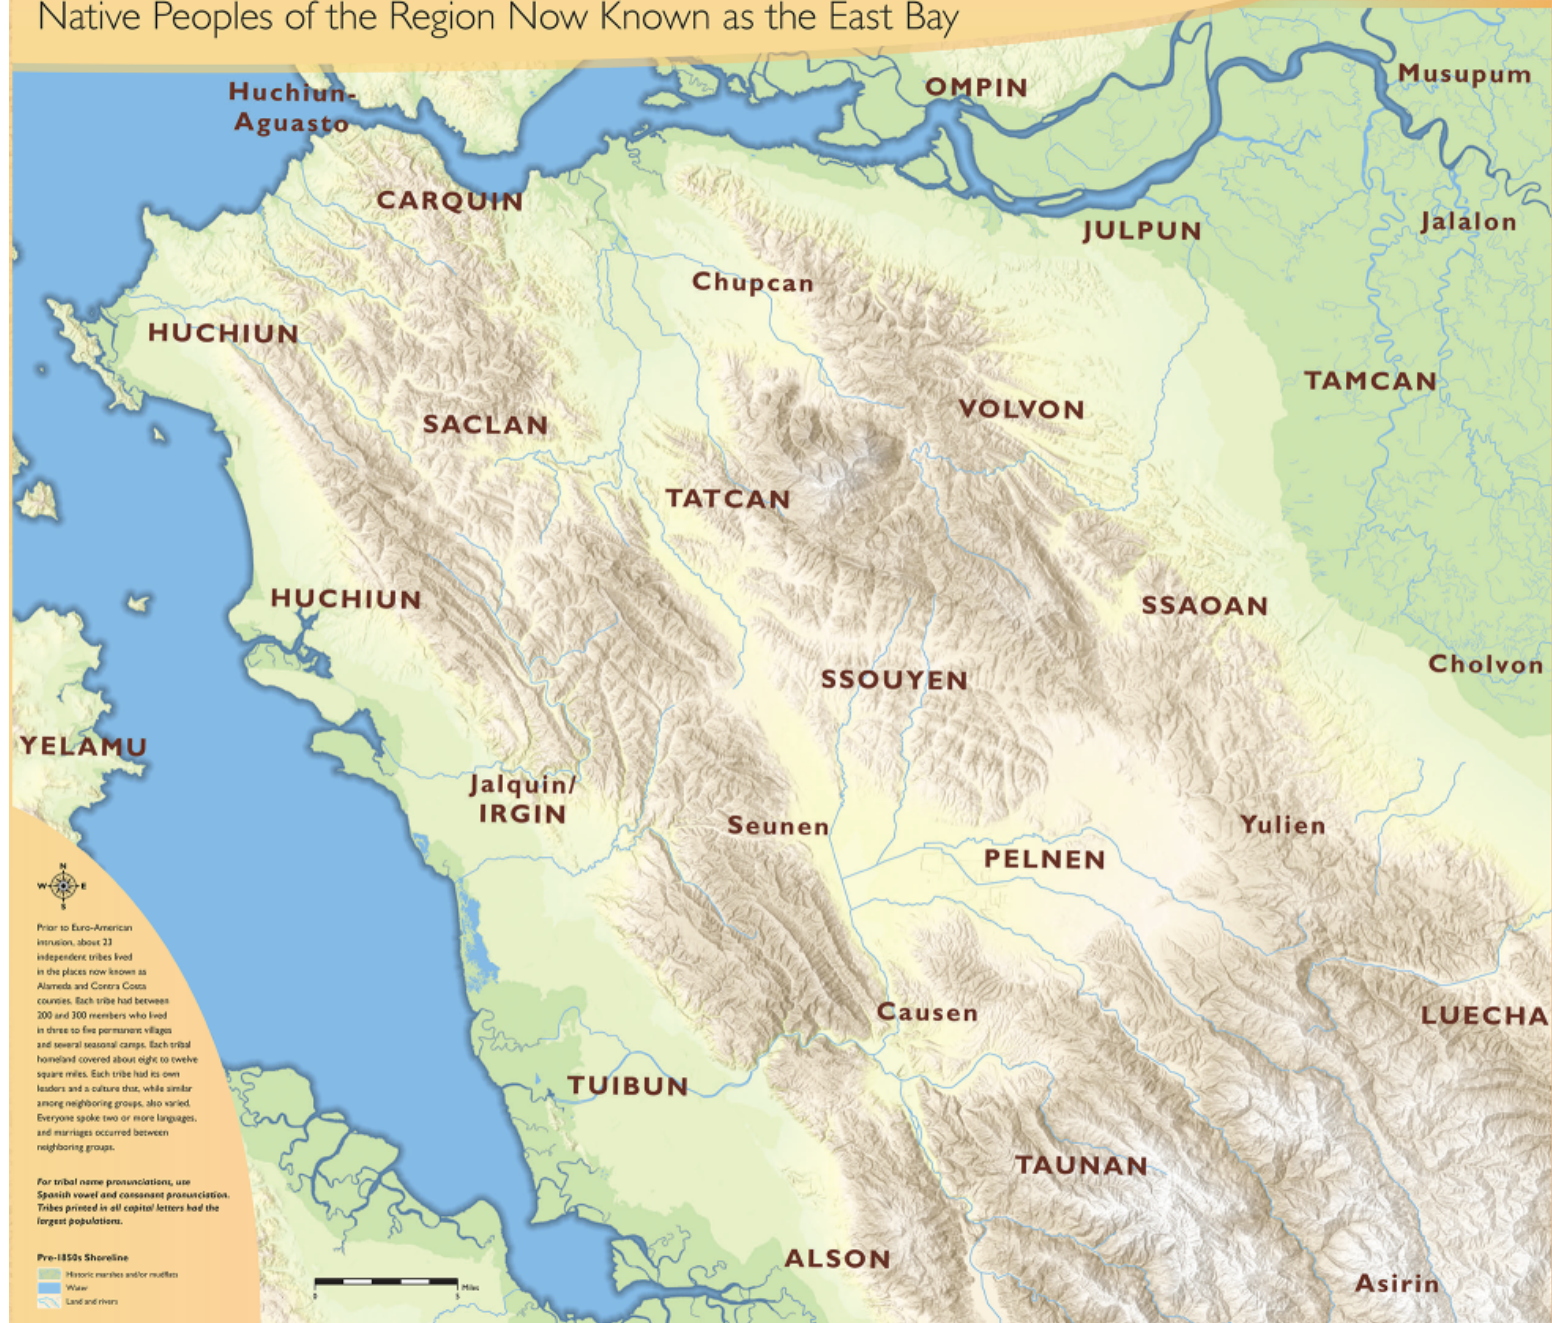 Native Peoples of the Region Now Known as the East Bay
Huchiun-
Aguasto
OMPIN
Musupum
CARQUIN
JULPUN
Jalalon
Chupcan
HUCHIUN
TAMCAN
SACLAN
VOLVON
TATCAN
HUCHIUN
SSAOAN
Cholvon
SSOUYEN
YELAMU
Jalquin/
IRGIN
Seunen
Yulien
PELNEN
Causen
LUECHA
TUIBUN
TAUNAN
ALSON
Asirin
N
W E
S
Prior to Euro-American
intrusion, about 23
independent tribes lived
in the places now known as
Alameda and Contra Costa
counties. Each tribe had between
200 and 300 members who lived
in three to five permanent villages
and several seasonal camps. Each tribal
homeland covered about eight to twelve
square miles. Each tribe had its own
leaders and a culture that, while similar
among neighboring groups, also varied.
Everyone spoke two or more languages,
and marriages occurred between
neighboring groups.
For tribal name pronunciations, use
Spanish vowel and consonant pronunciation.
Tribes printed in all capital letters had the
largest populations.
Pre-1850s Shoreline
Historic marshes and/or mudflats
Water
Land and rivers
Miles
0 5